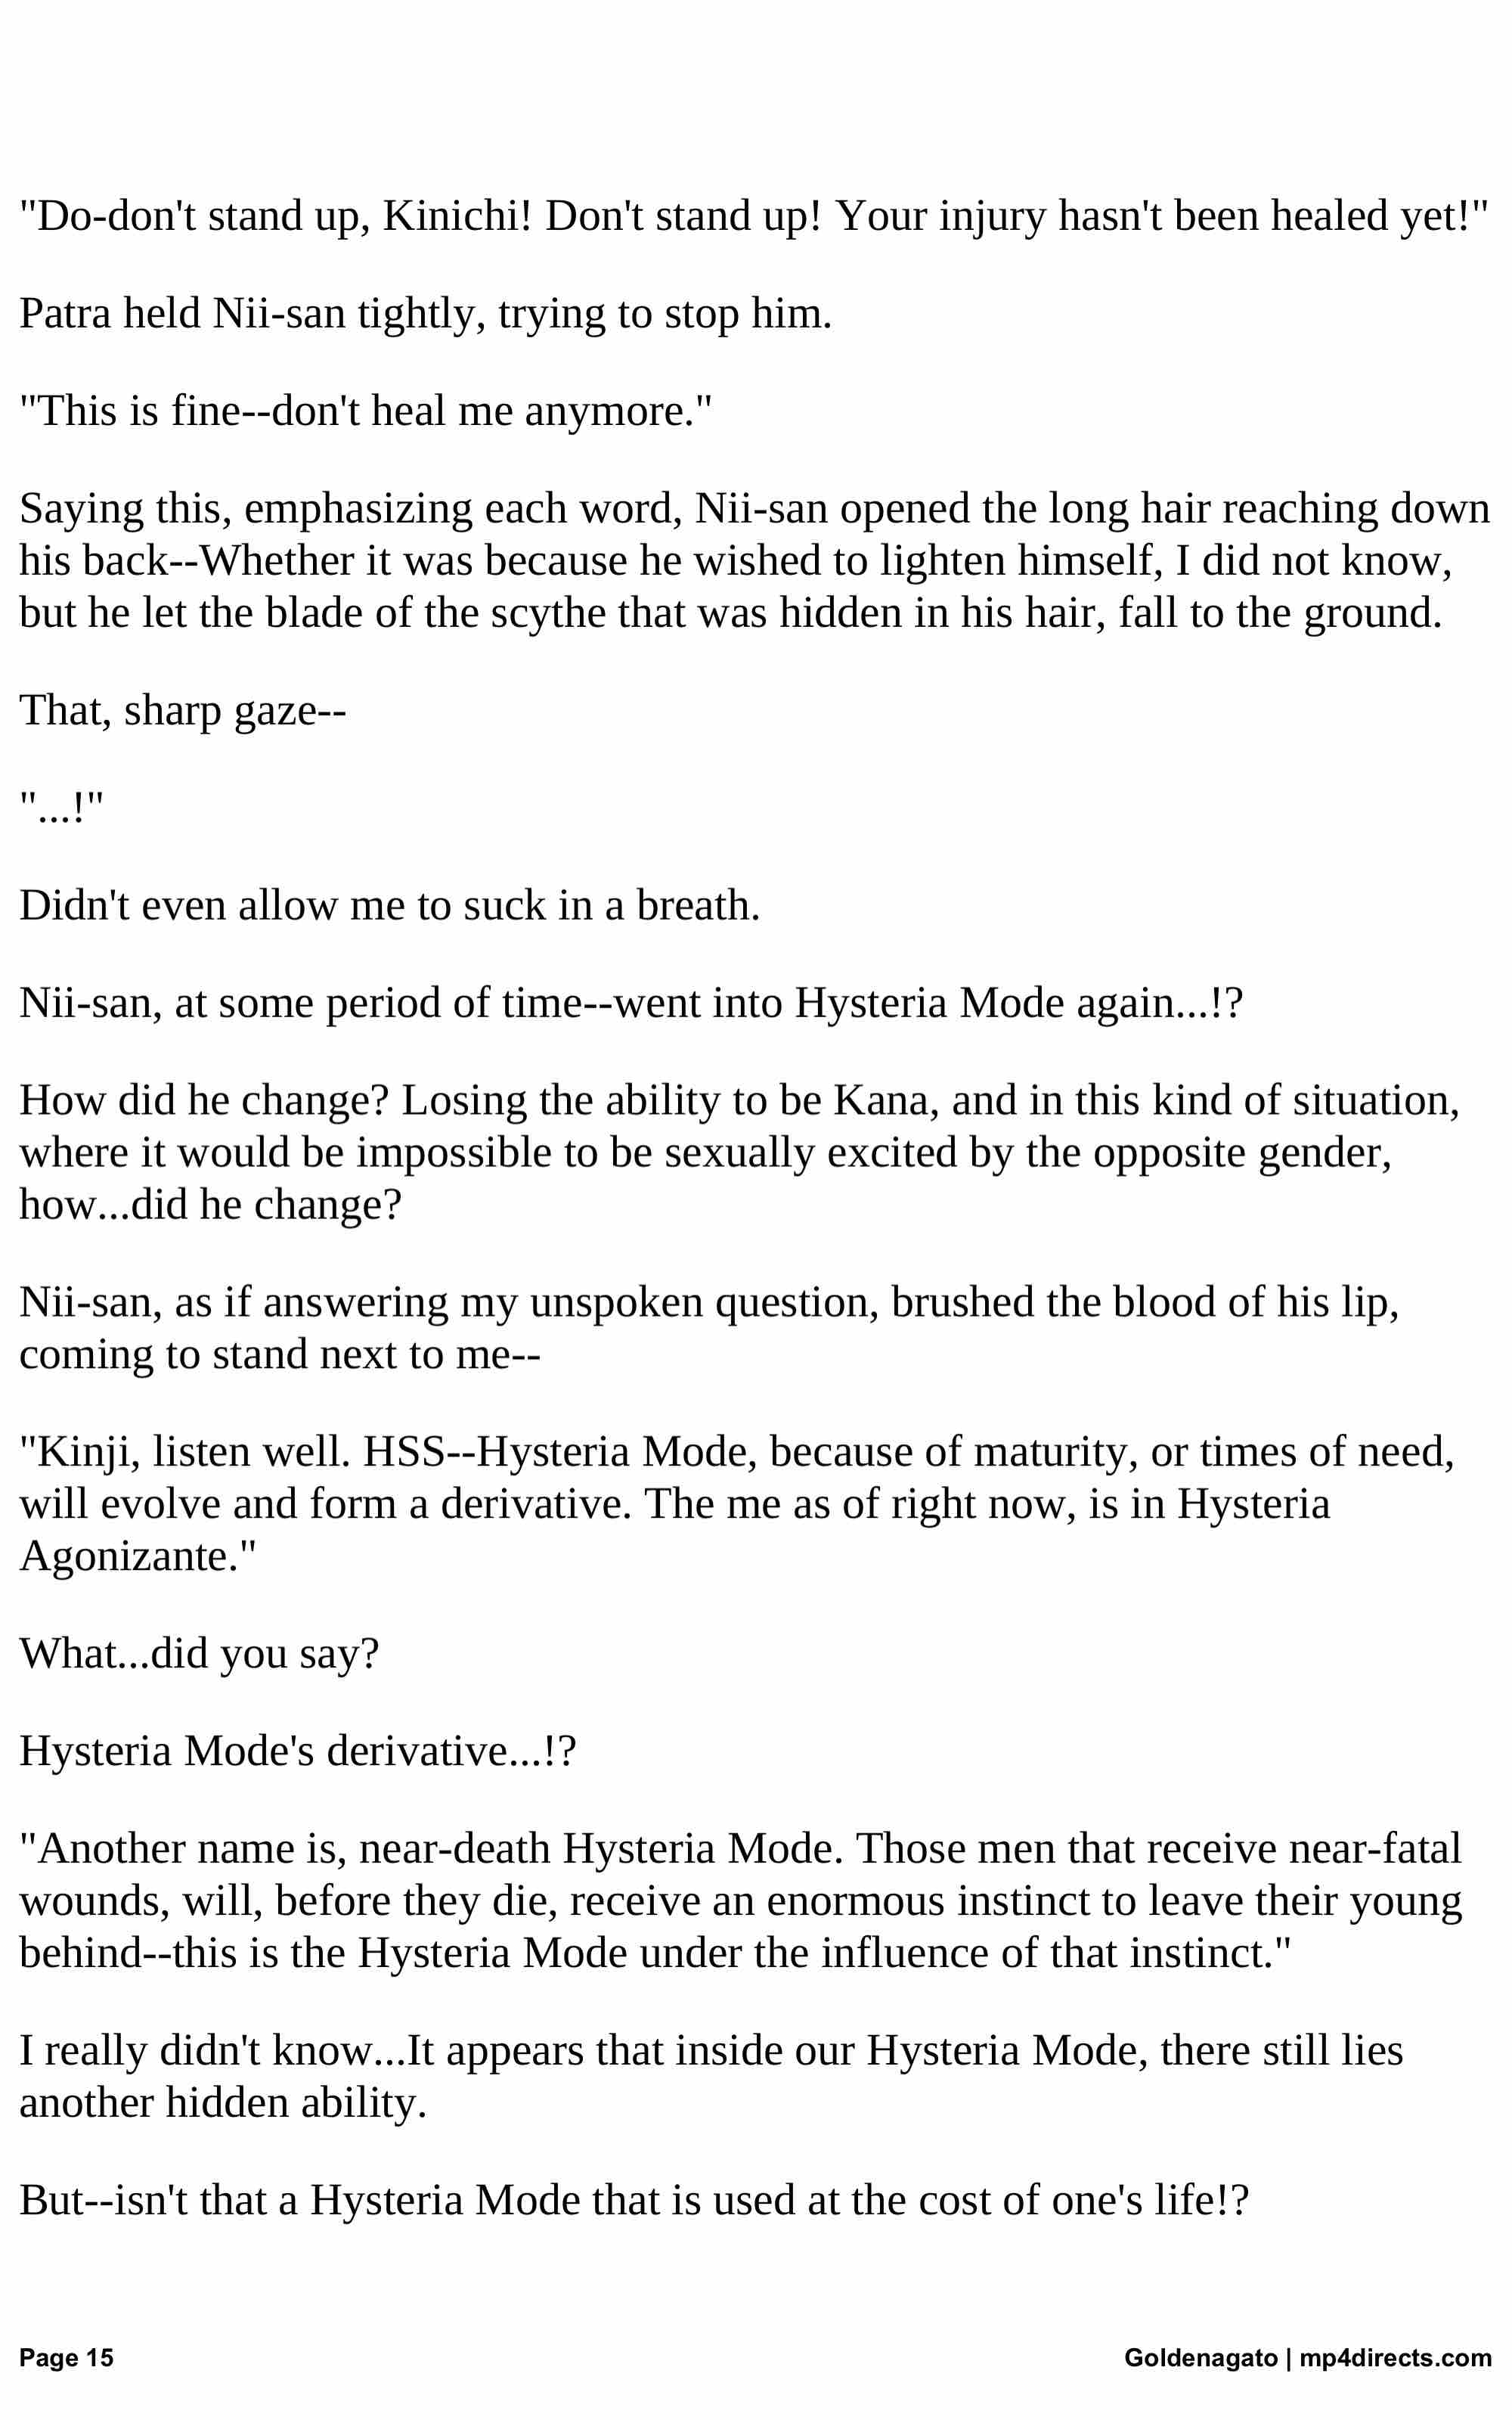 "Do-don't stand up, Kinichi! Don't stand up! Your injury hasn't been healed yet!"
Patra held Nii-san tightly, trying to stop him.
"This is fine--don't heal me anymore."
Saying this, emphasizing each word, Nii-san opened the long hair reaching down
his back--Whether it was because he wished to lighten himself, I did not know,
but he let the blade of the scythe that was hidden in his hair, fall to the ground.
That, sharp gaze--
"...!"
Didn't even allow me to suck in a breath.
Nii-san, at some period of time--went into Hysteria Mode again...!?
How did he change? Losing the ability to be Kana, and in this kind of situation,
where it would be impossible to be sexually excited by the opposite gender,
how...did he change?
Nii-san, as if answering my unspoken question, brushed the blood of his lip,
coming to stand next to me--
"Kinji, listen well. HSS--Hysteria Mode, because of maturity, or times of need,
will evolve and form a derivative. The me as of right now, is in Hysteria
Agonizante."
What...did you say?
Hysteria Mode's derivative...!?
"Another name is, near-death Hysteria Mode. Those men that receive near-fatal
wounds, will, before they die, receive an enormous instinct to leave their young
behind--this is the Hysteria Mode under the influence of that instinct."
I really didn't know...It appears that inside our Hysteria Mode, there still lies
another hidden ability.
But--isn't that a Hysteria Mode that is used at the cost of one's life!?
Page 15
Goldenagato | mp4directs.com